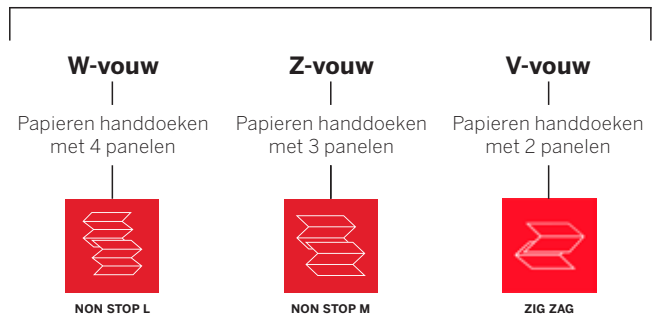 W-vouw
Z-vouw
V-vouw
Papieren handdoeken
met 4 panelen
Papieren handdoeken
met 3 panelen
Papieren handdoeken
met 2 panelen
NON STOP L
NON STOP M
ZIG ZAG